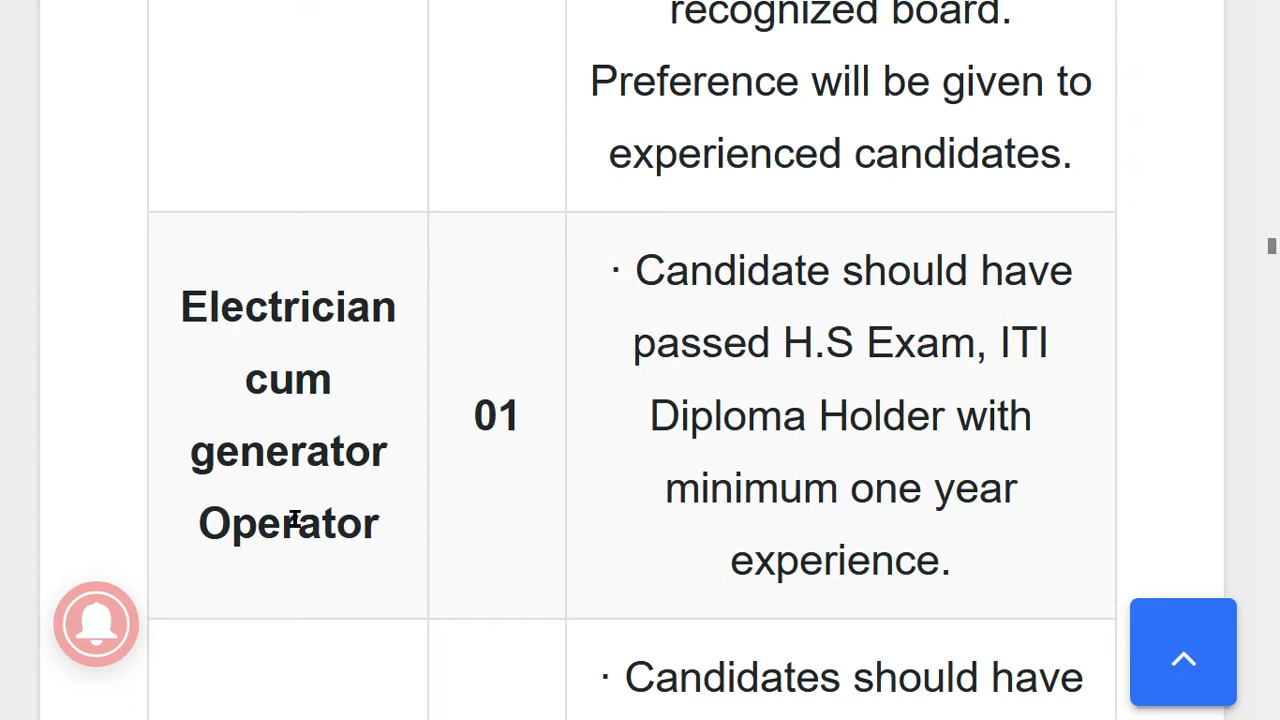 recognized board.
Preference will be given to
experienced candidates.
Electrician
cum
generator
Operator
01
· Candidate should have
passed H.S Exam, ITI
Diploma Holder with
minimum one year
experience.
· Candidates should have